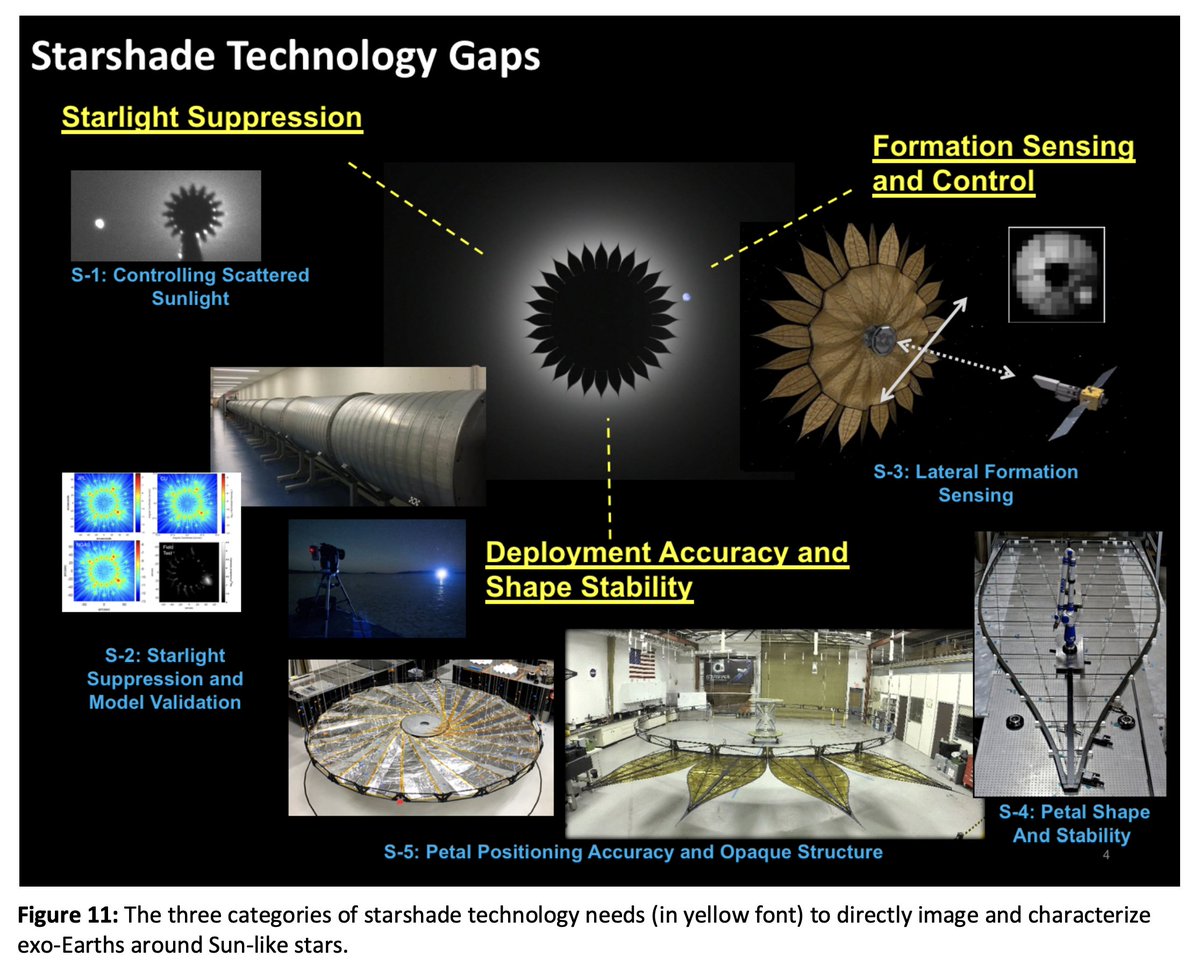 Starshade Technology Gaps
Starlight Suppression
Formation Sensing
and Control
S-1: Controlling Scattered
Sunlight
S-3: Lateral Formation
Sensing
Deployment Accuracy and
Shape Stability
S-2: Starlight
Suppression and
Model Validation
S-4: Petal Shape
And Stability
S-5: Petal Positioning Accuracy and Opaque Structure
4
Figure 11: The three categories of starshade technology needs (in yellow font) to directly image and characterize
exo-Earths around Sun-like stars.